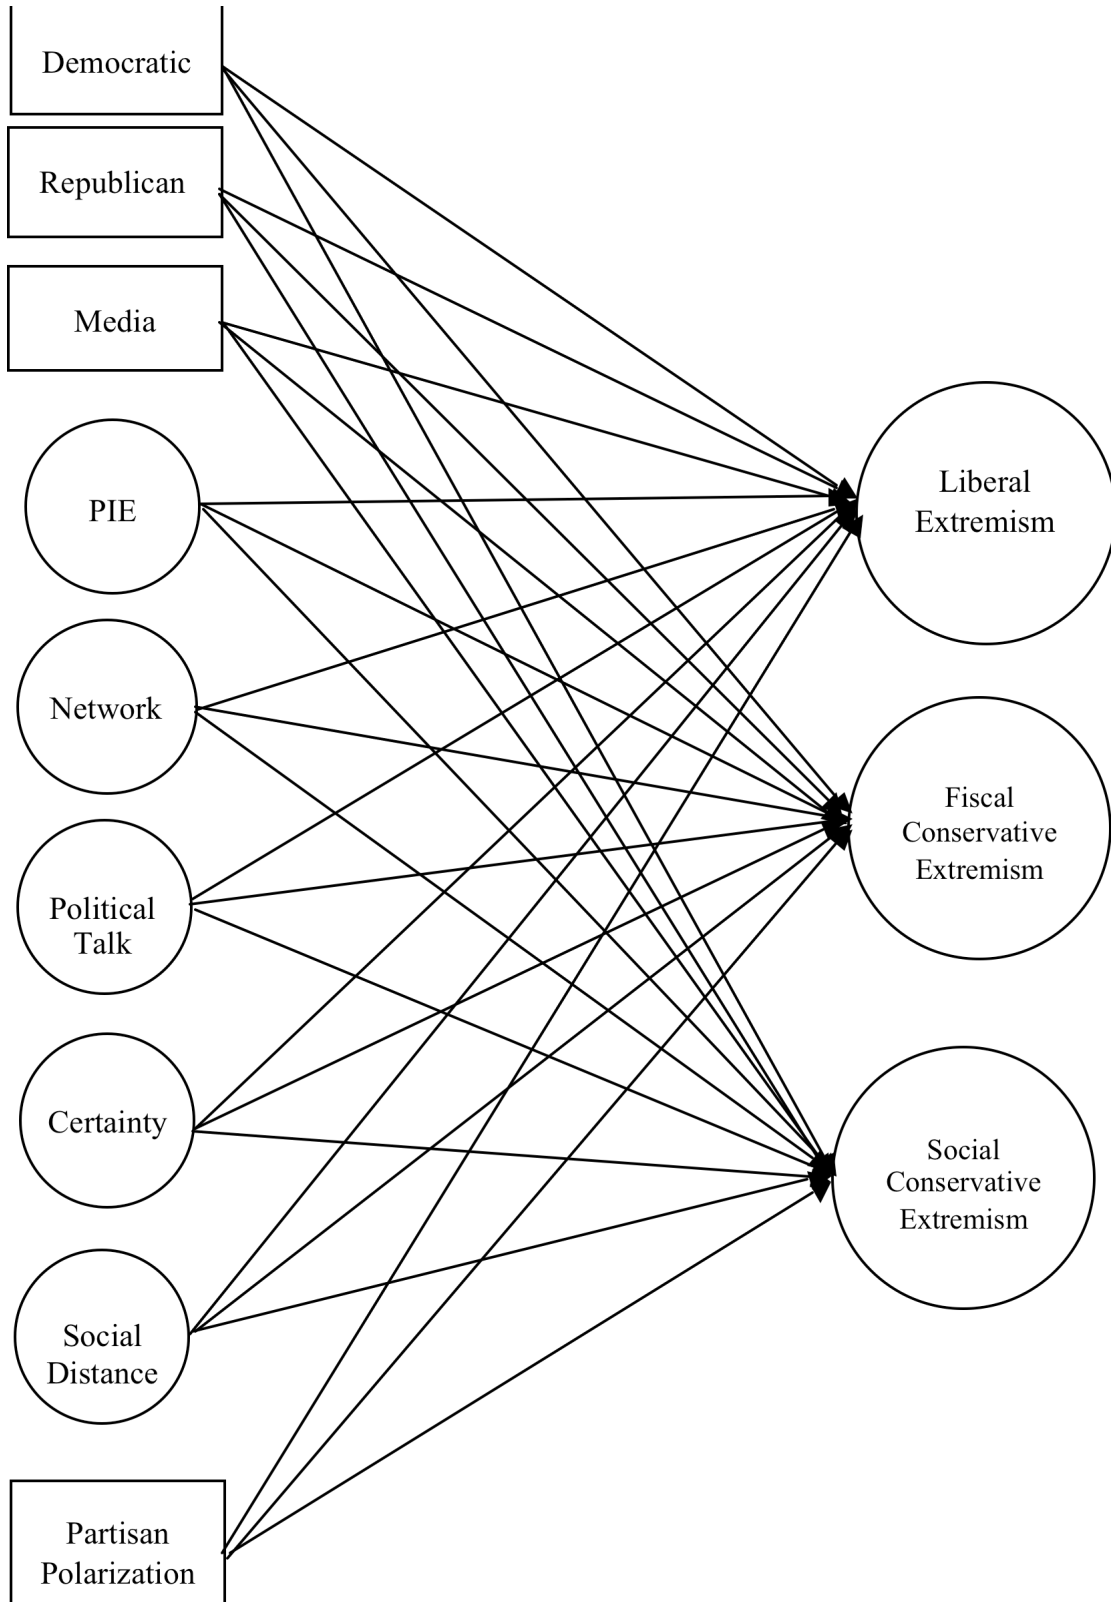 Democratic
Republican
Media
PIE
Network
Political
Talk
Certainty
Social
Distance
Partisan
Polarization
Liberal
Extremism
Fiscal
Conservative
Extremism
Social
Conservative
Extremism